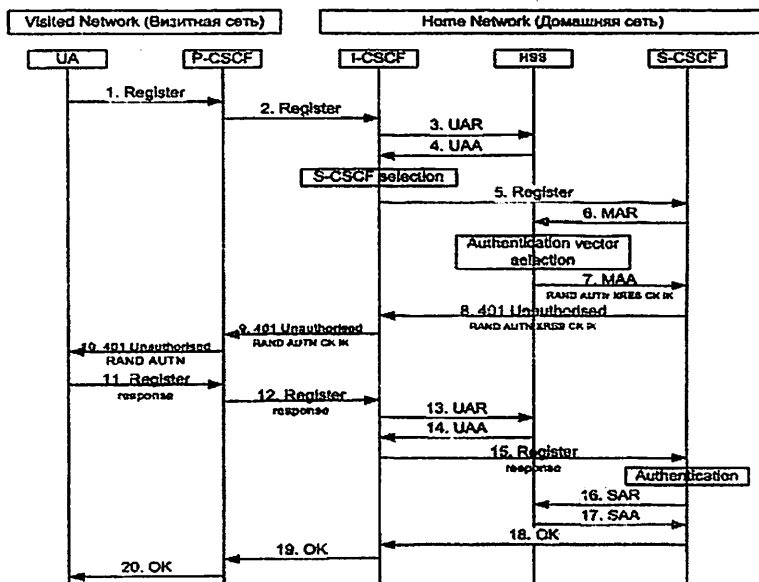 Visited Network (Визитная сеть)
Home Network (Домашняя сеть)
UA
P-CSCF
I-CSCF
HSS
S-CSCF
1. Register
2. Register
3. UAR
4. UAA
S-CSCF selection
5. Register
6. MAR
Authentication vector
selection
7. MAA
RAND AUTN XRES CK IK
8. 401 Unauthorised
RAND AUTN XRES CK IK
9. 401 Unauthorised
RAND AUTN CK IK
10. 401 Unauthorised
RAND AUTN
11. Register
response
12. Register
response
13. UAR
14. UAA
15. Register
response
Authentication
16. SAR
17. SAA
18. OK
19. OK
20. OK